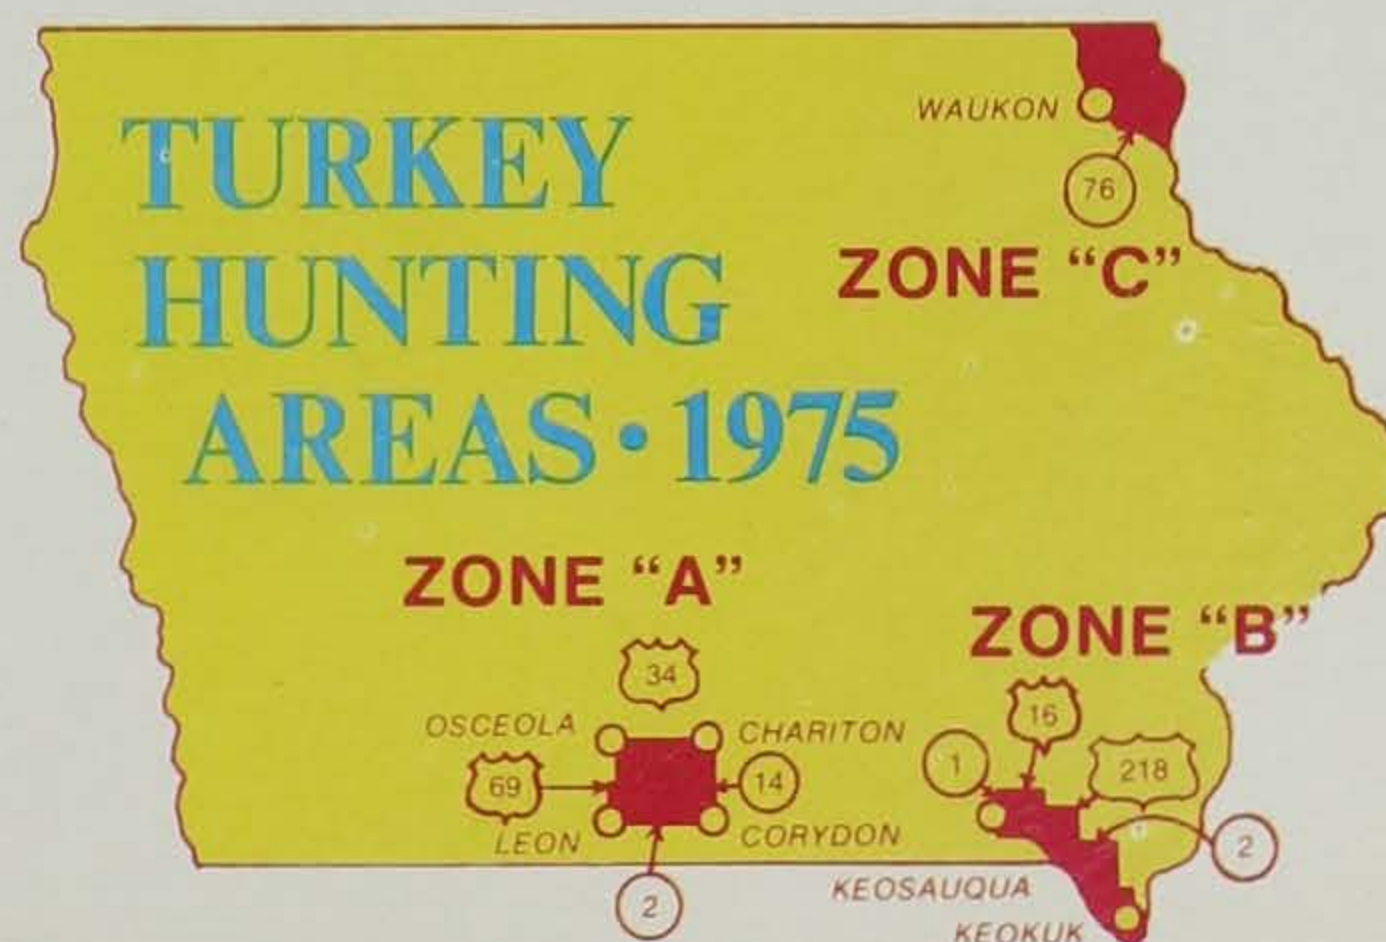 TURKEY
HUNTING
AREAS • 1975
WAUKON
76
ZONE “C”
ZONE “A”
34
OSCEOLA
CHARITON
69
14
LEON
CORYDON
2
ZONE “B”
16
1
218
2
KEOSAUQUA
KEOKUK